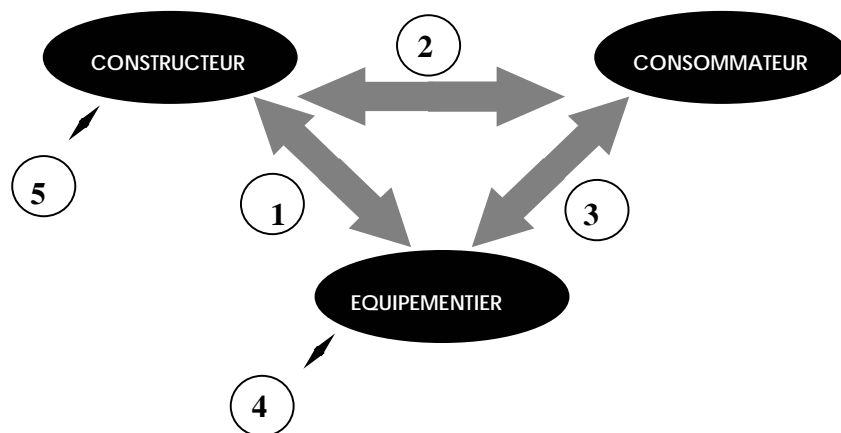 2
CONSTRUCTEUR
CONSOMMATEUR
5
1
3
EQUIPEMENTIER
4